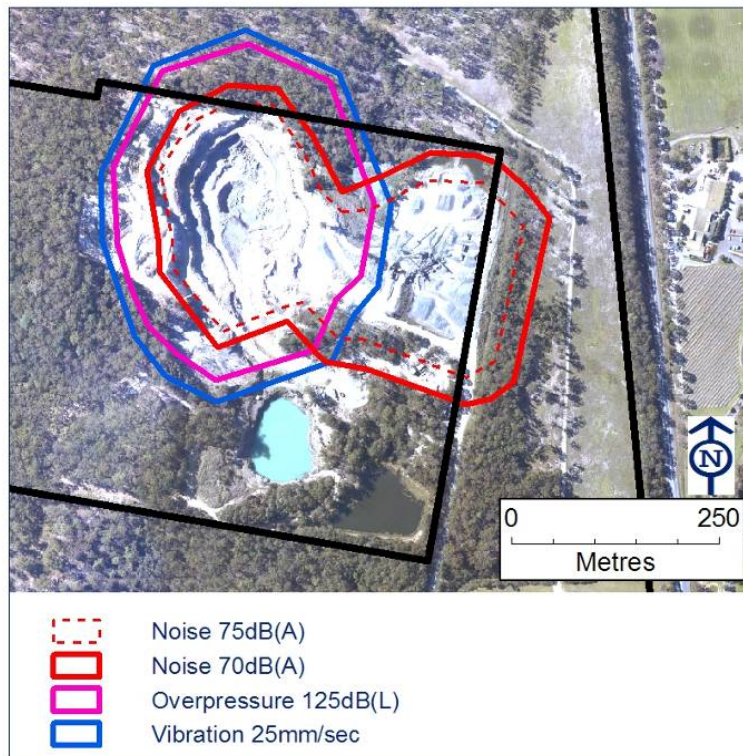 N
0 250
Metres
Noise 75dB(A)
Noise 70dB(A)
Overpressure 125dB(L)
Vibration 25mm/sec